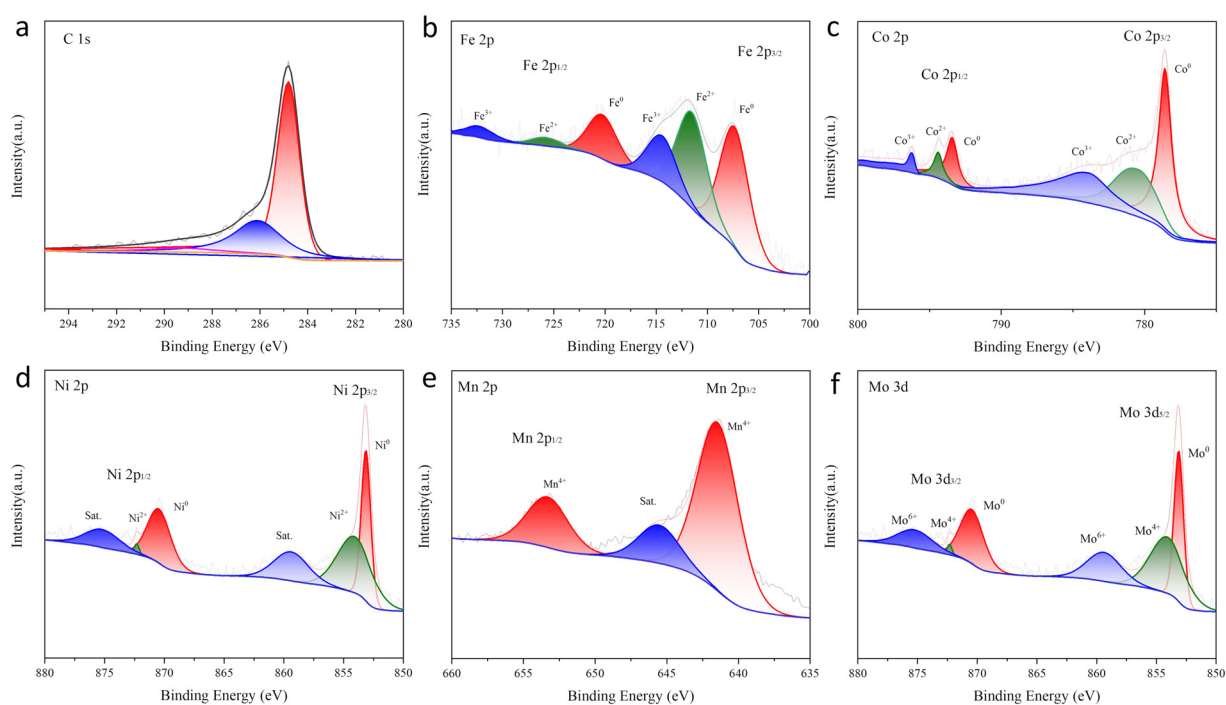 a
C 1s
Intensity(a.u.)
294 292 290 288 286 284 282 280
Binding Energy (eV)
b
Fe 2p
Fe 2p1/2
Fe 2p3/2
Fe3+
Fe2+
Fe0
Fe3+
Fe2+
Fe0
Intensity(a.u.)
735 730 725 720 715 710 705 700
Binding Energy (eV)
c
Co 2p
Co 2p1/2
Co 2p3/2
Co3+
Co2+
Co0
Co3+
Co2+
Co0
Intensity(a.u.)
800 790 780
Binding Energy (eV)
d
Ni 2p
Ni 2p1/2
Ni 2p3/2
Sat.
Ni2+
Ni0
Sat.
Ni2+
Ni0
Intensity(a.u.)
880 875 870 865 860 855 850
Binding Energy (eV)
e
Mn 2p
Mn 2p1/2
Mn 2p3/2
Mn4+
Sat.
Mn4+
Intensity(a.u.)
660 655 650 645 640 635
Binding Energy (eV)
f
Mo 3d
Mo 3d3/2
Mo 3d5/2
Mo6+
Mo4+
Mo0
Mo6+
Mo4+
Mo0
Intensity(a.u.)
880 875 870 865 860 855 850
Binding Energy (eV)